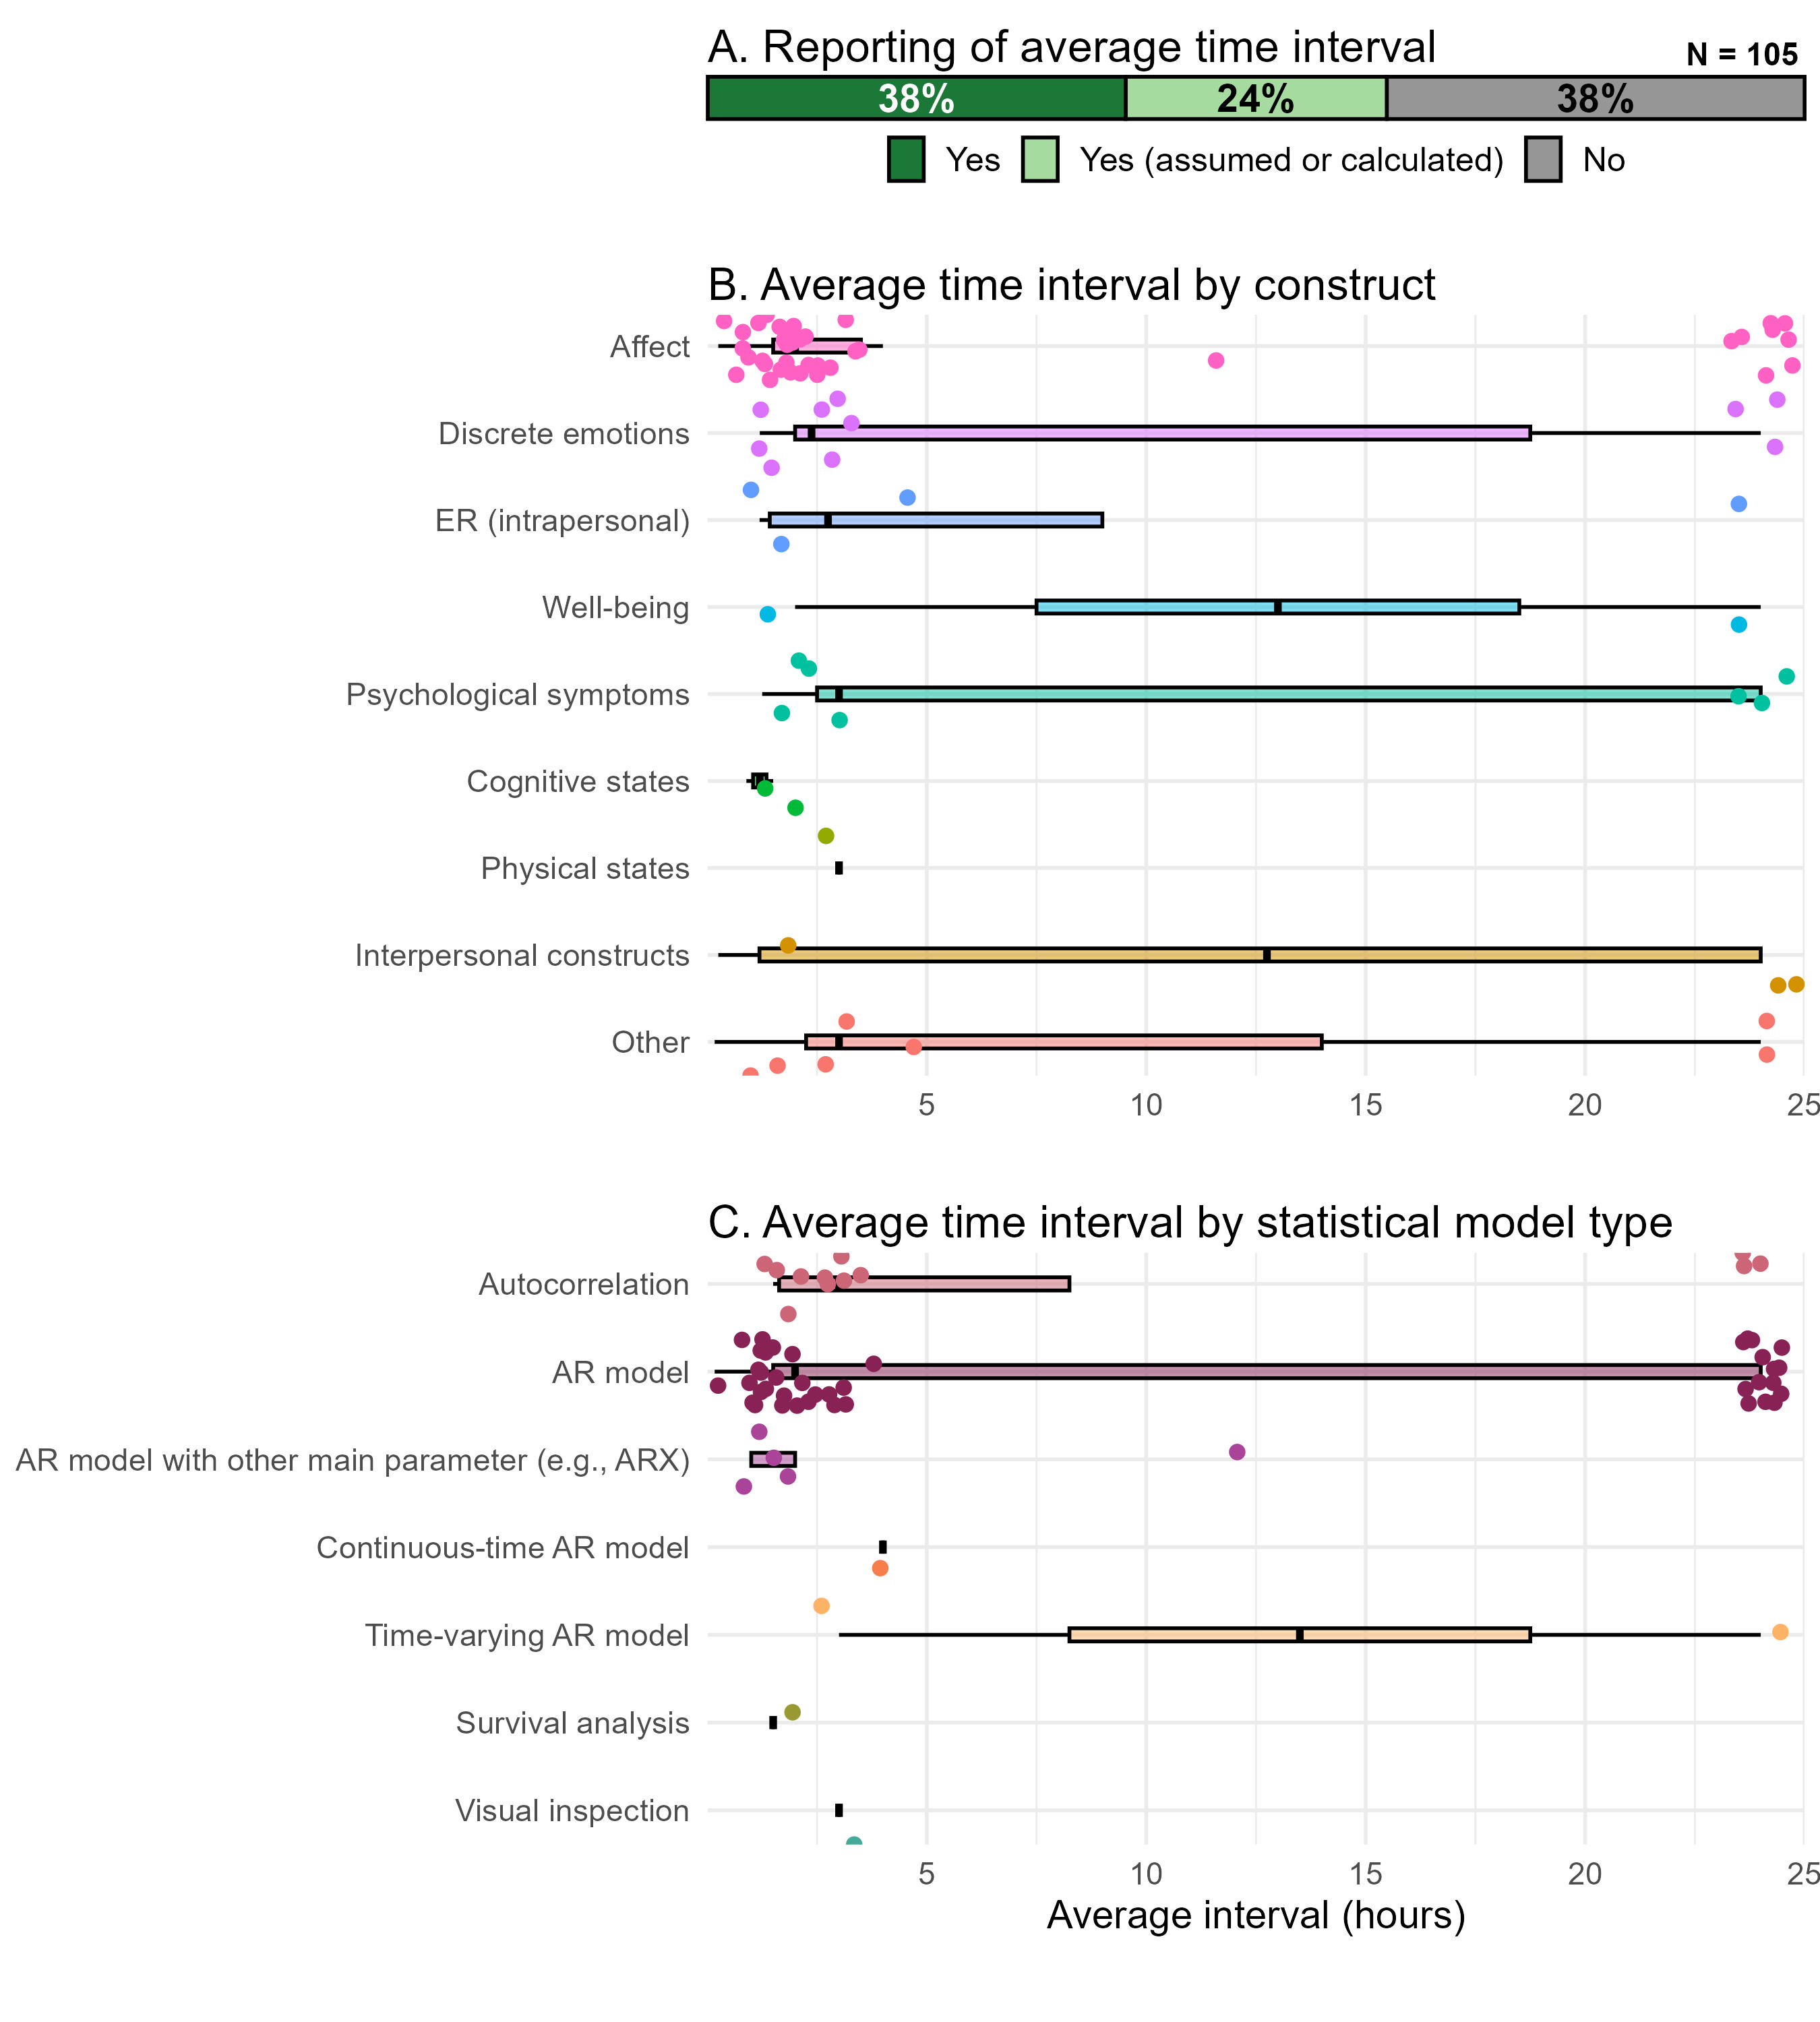 A. Reporting of average time interval
N = 105
38%
24%
38%
Yes
Yes (assumed or calculated)
No
B. Average time interval by construct
Affect
Discrete emotions
ER (intrapersonal)
Well-being
Psychological symptoms
Cognitive states
Physical states
Interpersonal constructs
Other
5 10 15 20 25
C. Average time interval by statistical model type
Autocorrelation
AR model
AR model with other main parameter (e.g., ARX)
Continuous-time AR model
Time-varying AR model
Survival analysis
Visual inspection
5 10 15 20 25
Average interval (hours)